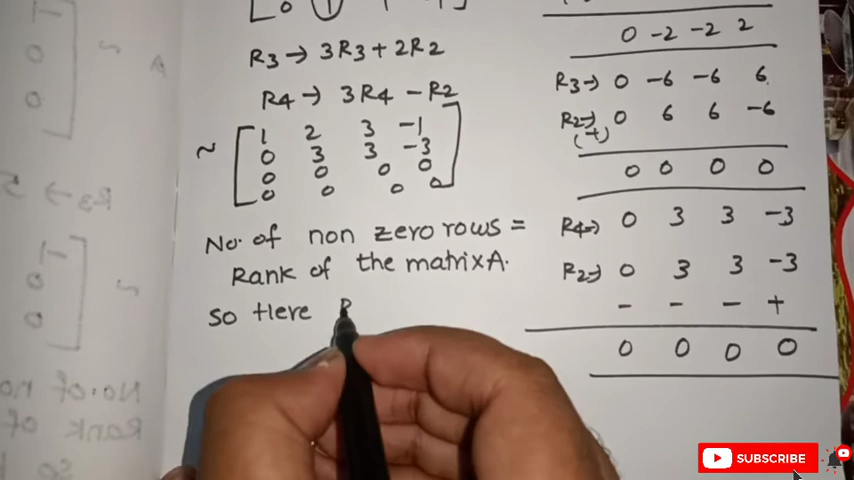 R3 → 3R3 + 2R2
R4 → 3R4 - R2
~ [ 1 2 3 -1
0 3 3 -3
0 0 0 0
0 0 0 0 ]
No. of non zero rows =
Rank of the matrix A.
so Here R
0 -2 -2 2
R3→ 0 -6 -6 6
R2→ 0 6 6 -6
(+)
0 0 0 0
R4→ 0 3 3 -3
R2→ 0 3 3 -3
- - - +
0 0 0 0
SUBSCRIBE